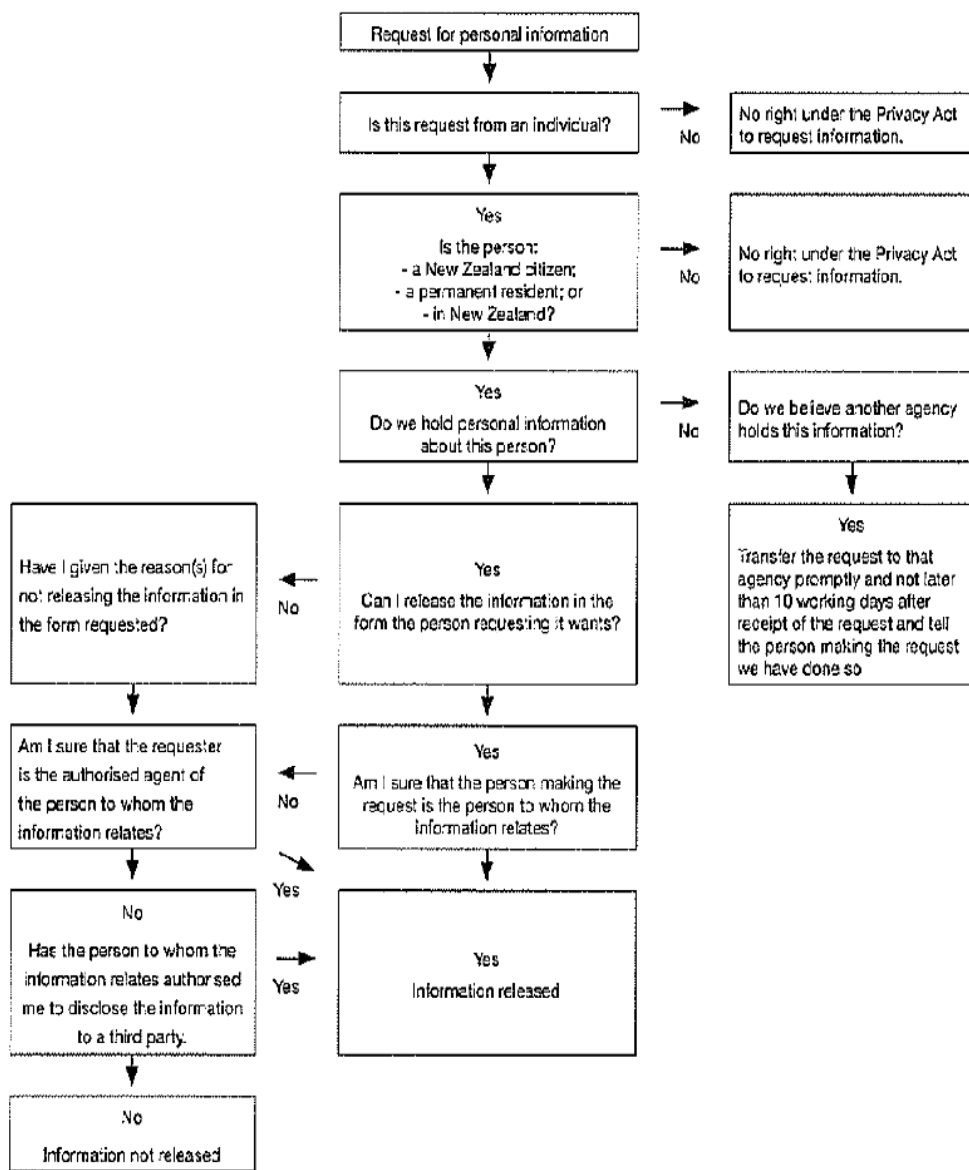 Request for personal information
Is this request from an individual?
No
No right under the Privacy Act
to request information.
Yes
Is the person:
- a New Zealand citizen;
- a permanent resident; or
- in New Zealand?
No
No right under the Privacy Act
to request information.
Yes
Do we hold personal information
about this person?
No
Do we believe another agency
holds this information?
Have I given the reason(s) for
not releasing the information in
the form requested?
No
Yes
Can I release the information in the
form the person requesting it wants?
Yes
Transfer the request to that
agency promptly and not later
than 10 working days after
receipt of the request and tell
the person making the request
we have done so
Am I sure that the requester
is the authorised agent of
the person to whom the
information relates?
No
Yes
Am I sure that the person making the
request is the person to whom the
information relates?
Yes
No
Has the person to whom the
information relates authorised
me to disclose the information
to a third party.
Yes
Yes
Information released
No
Information not released